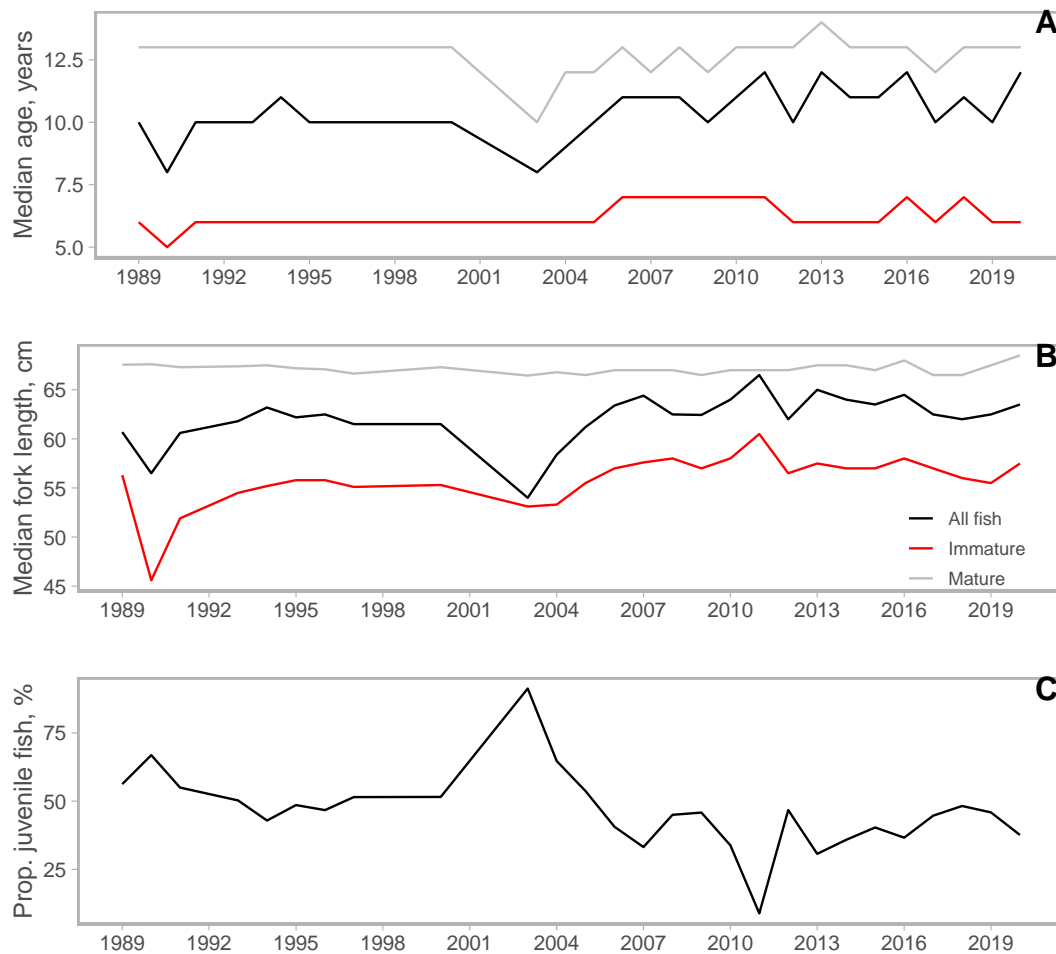 A
Median age, years
12.5
10.0
7.5
5.0
1989 1992 1995 1998 2001 2004 2007 2010 2013 2016 2019
B
Median fork length, cm
65
60
55
50
45
All fish
Immature
Mature
1989 1992 1995 1998 2001 2004 2007 2010 2013 2016 2019
C
Prop. juvenile fish, %
75
50
25
1989 1992 1995 1998 2001 2004 2007 2010 2013 2016 2019